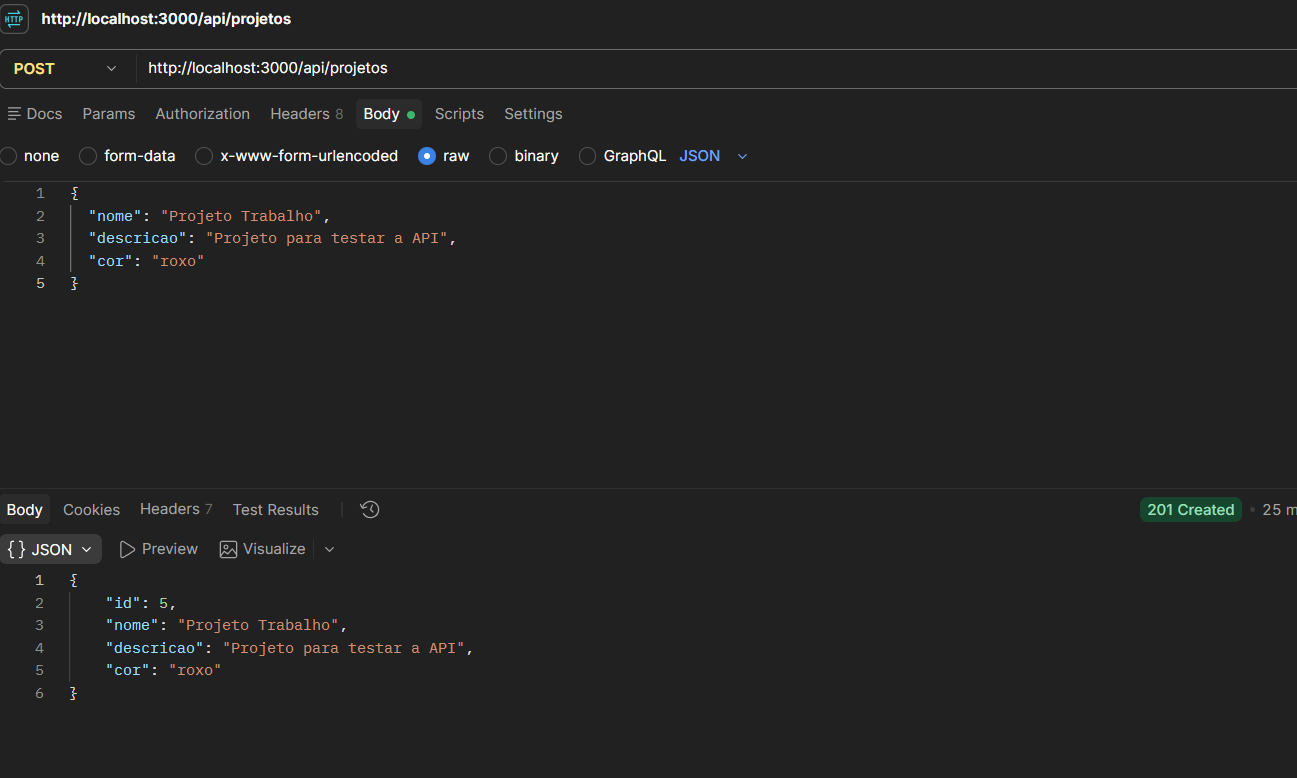 HTTP http://localhost:3000/api/projetos
POST http://localhost:3000/api/projetos
Docs Params Authorization Headers 8 Body Scripts Settings
none form-data x-www-form-urlencoded raw binary GraphQL JSON
1 {
2 "nome": "Projeto Trabalho",
3 "descricao": "Projeto para testar a API",
4 "cor": "roxo"
5 }
Body Cookies Headers 7 Test Results 201 Created • 25 m
{} JSON Preview Visualize
1 {
2 "id": 5,
3 "nome": "Projeto Trabalho",
4 "descricao": "Projeto para testar a API",
5 "cor": "roxo"
6 }